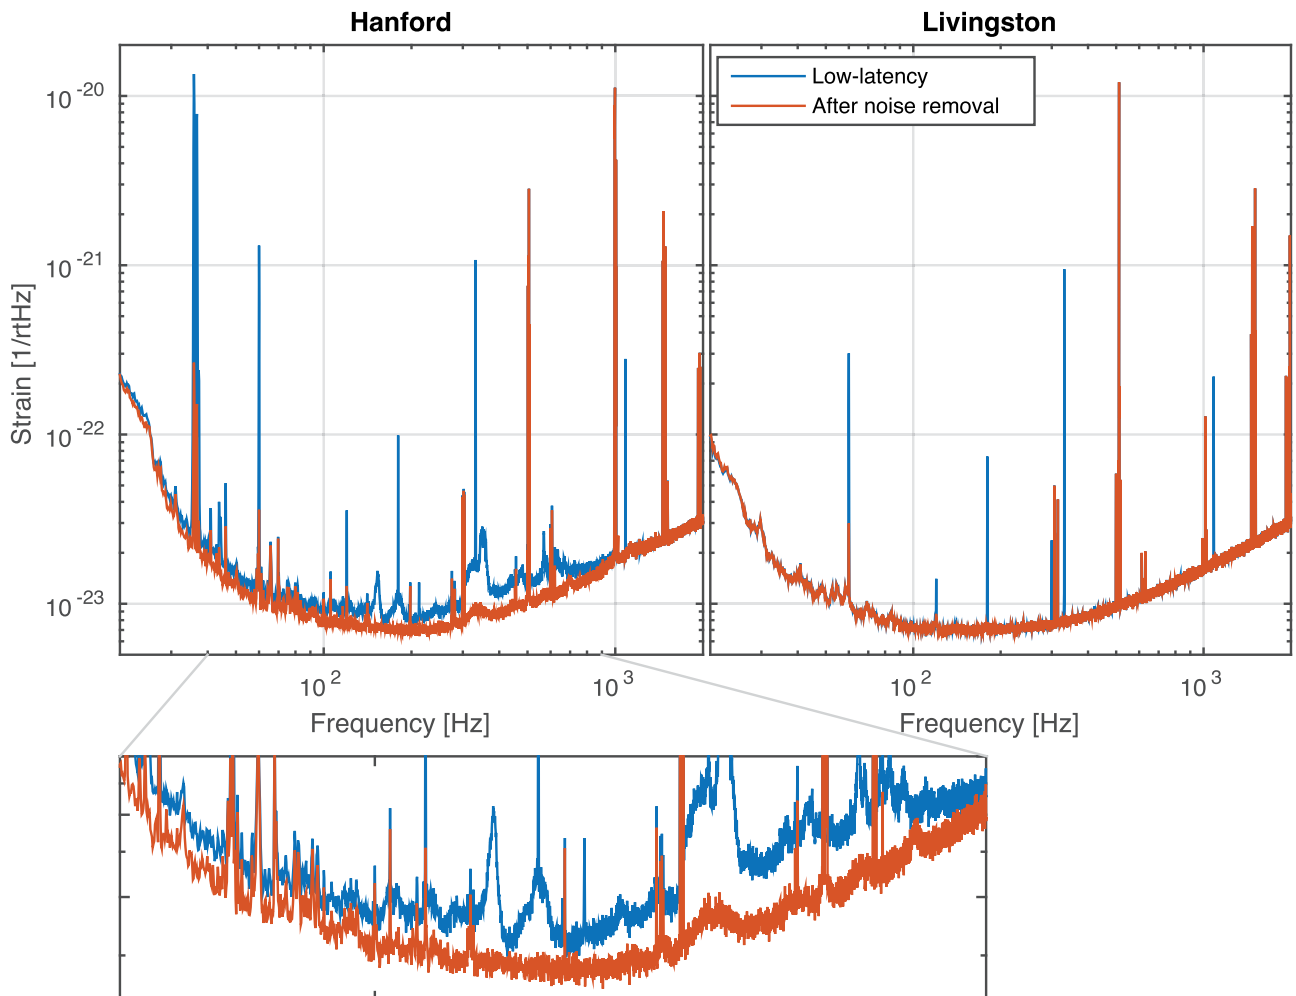 Hanford
Livingston
Low-latency
After noise removal
Strain [1/rtHz]
10-20
10-21
10-22
10-23
10 2
10 3
10 2
10 3
Frequency [Hz]
Frequency [Hz]